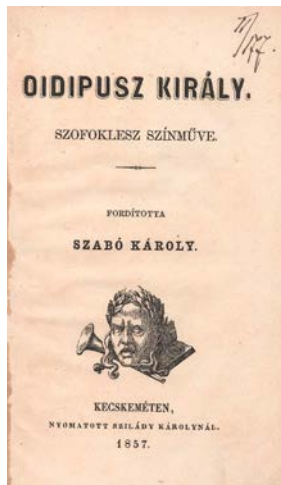 OIDIPUSZ KIRÁLY.
SZOFOKLESZ SZÍNMŰVE.
FORDÍTOTTA
SZABÓ KÁROLY.
KECSKEMÉTEN,
NYOMATOTT SZILÁDY KÁROLYNÁL.
1857.